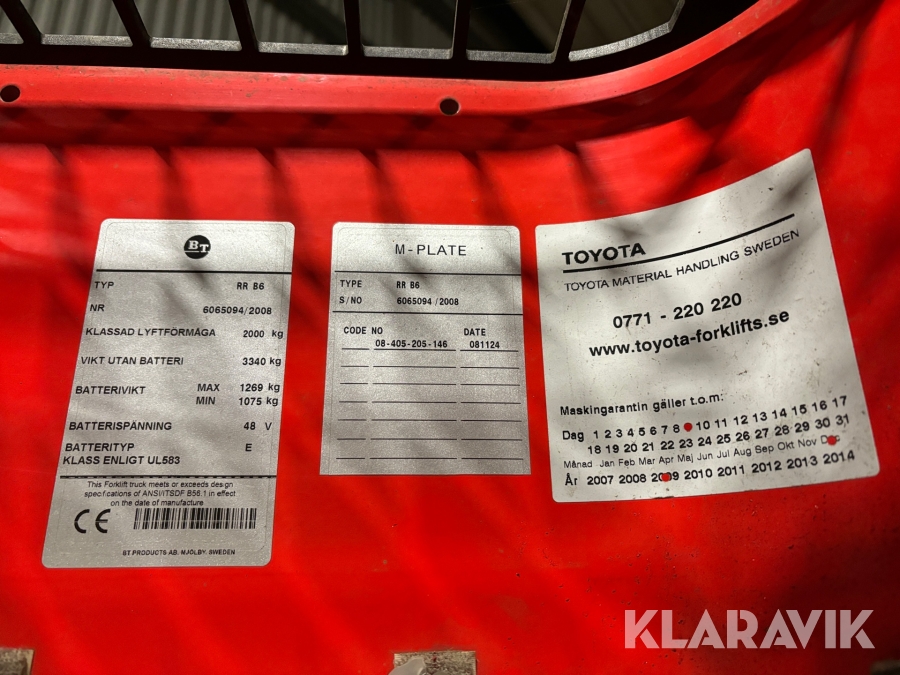 BT
TYP RR B6
NR 6065094/2008
KLASSAD LYFTFÖRMÅGA 2000 kg
VIKT UTAN BATTERI 3340 kg
BATTERIVIKT MAX 1269 kg
MIN 1075 kg
BATTERISPÄNNING 48 V
BATTERITYP E
KLASS ENLIGT UL583
This Forklift truck meets or exceeds design
specifications of ANSI/ITSDF B56.1 in effect
on the date of manufacture
CE
BT PRODUCTS AB, MJÖLBY, SWEDEN
M-PLATE
TYPE RR B6
S/NO 6065094 /2008
CODE NO DATE
08-405-205-146 081124
TOYOTA
TOYOTA MATERIAL HANDLING SWEDEN
0771 - 220 220
www.toyota-forklifts.se
Maskingarantin gäller t.o.m:
Dag 1 2 3 4 5 6 7 8 10 11 12 13 14 15 16 17
18 19 20 21 22 23 24 25 26 27 28 29 30 31
Månad Jan Feb Mar Apr Maj Jun Jul Aug Sep Okt Nov Dec
År 2007 2008 2009 2010 2011 2012 2013 2014
KLARAVIK